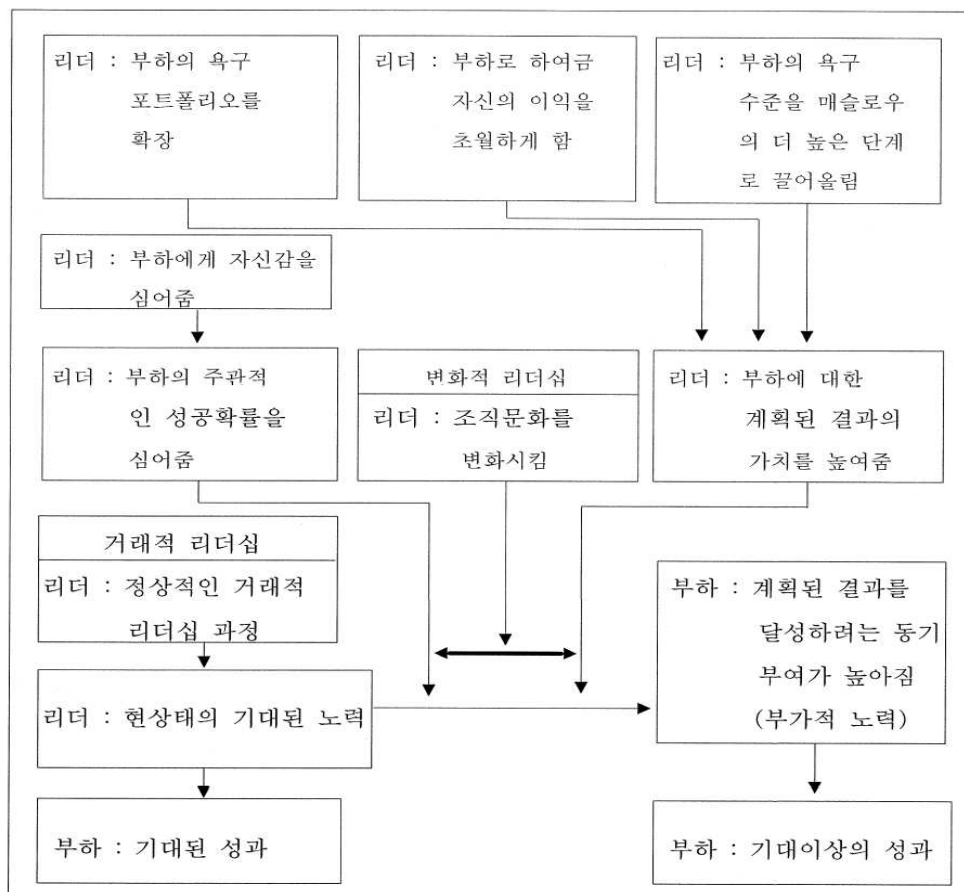 리더 : 부하의 욕구
포트폴리오를
확장
리더 : 부하로 하여금
자신의 이익을
초월하게 함
리더 : 부하의 욕구
수준을 매슬로우
의 더 높은 단계
로 끌어올림
리더 : 부하에게 자신감을
심어줌
리더 : 부하의 주관적
인 성공확률을
심어줌
변화적 리더십
리더 : 조직문화를
변화시킴
리더 : 부하에 대한
계획된 결과의
가치를 높여줌
거래적 리더십
리더 : 정상적인 거래적
리더십 과정
부하 : 계획된 결과를
달성하려는 동기
부여가 높아짐
(부가적 노력)
리더 : 현상태의 기대된 노력
부하 : 기대된 성과
부하 : 기대이상의 성과